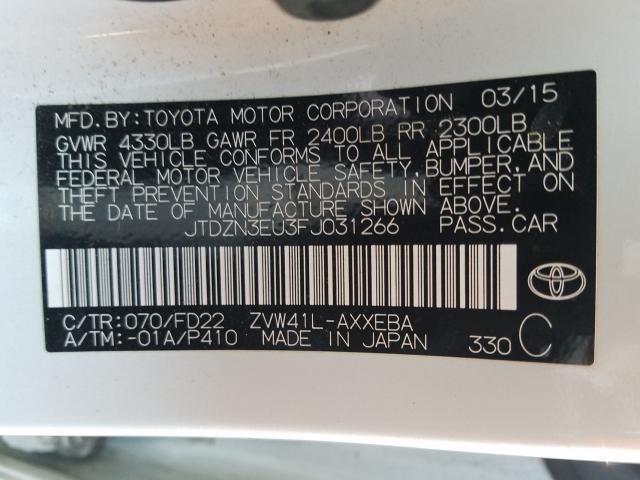 MFD.BY:TOYOTA MOTOR CORPORATION 03/15
GVWR 4330LB GAWR FR 2400LB RR 2300LB
THIS VEHICLE CONFORMS TO ALL APPLICABLE
FEDERAL MOTOR VEHICLE SAFETY,BUMPER,AND
THEFT PREVENTION STANDARDS IN EFFECT ON
THE DATE OF MANUFACTURE SHOWN ABOVE.
JTDZN3EU3FJ031266 PASS.CAR
C/TR:070/FD22 ZVW41L-AXXEBA
A/TM:-01A/P410 MADE IN JAPAN 330 C